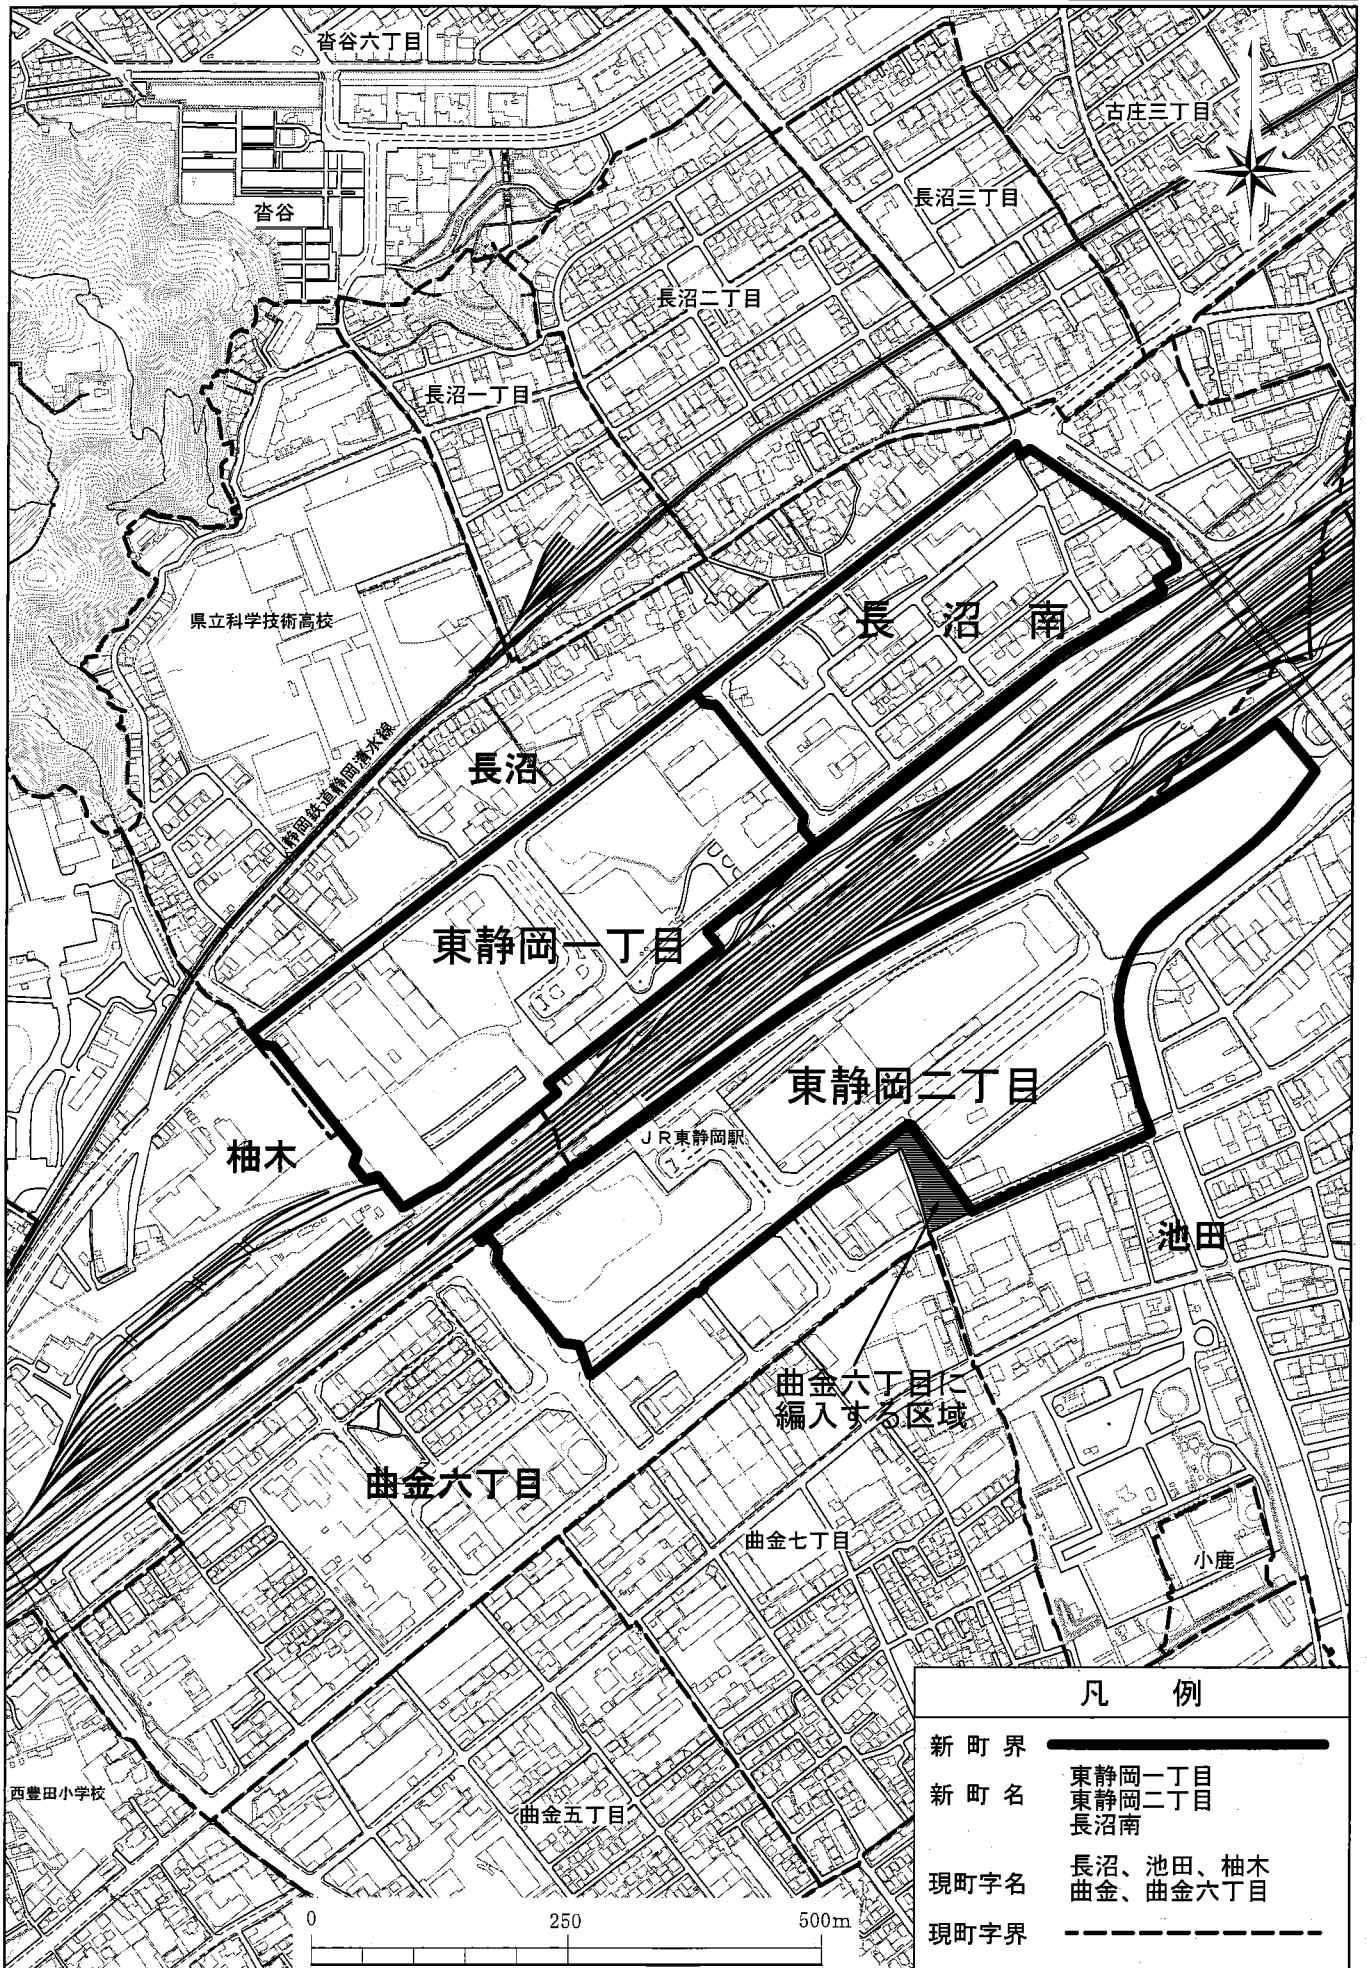 沓谷六丁目
古庄三丁目
長沼三丁目
沓谷
長沼二丁目
長沼一丁目
県立科学技術高校
長沼南
静岡鉄道静岡清水線
長沼
東静岡一丁目
東静岡二丁目
JR東静岡駅
柚木
池田
曲金六丁目に
編入する区域
曲金六丁目
曲金七丁目
小鹿
西豊田小学校
曲金五丁目
凡 例
新町界
新町名
東静岡一丁目
東静岡二丁目
長沼南
現町字名
長沼、池田、柚木
曲金、曲金六丁目
現町字界
0 250 500m